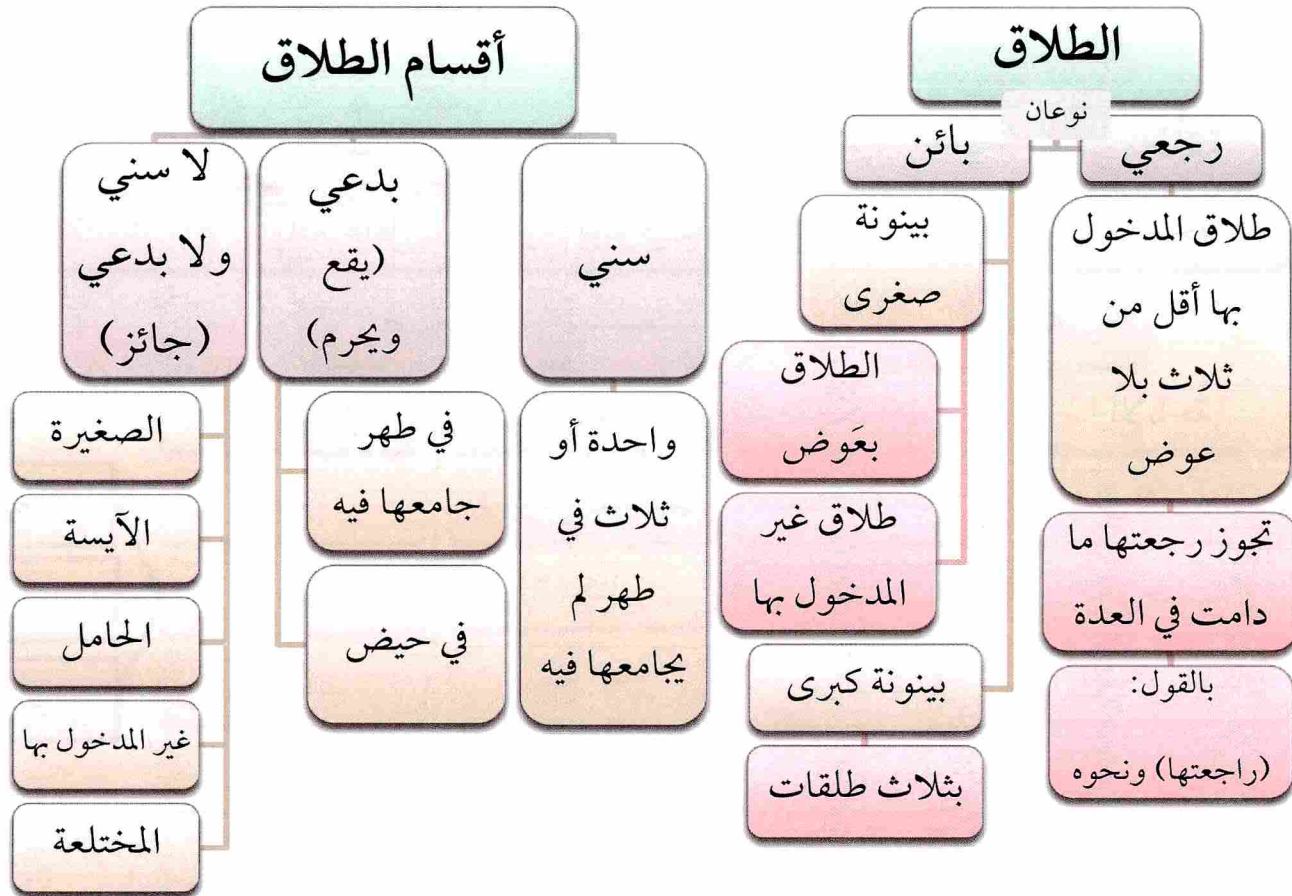 الطلاق
نوعان
رجعي
طلاق المدخول
بها أقل من
ثلاث بلا
عوض
تجوز رجعتها ما
دامت في العدة
بالقول:
(راجعتها) ونحوه
بائن
بينونة
صغرى
الطلاق
بعَوض
طلاق غير
المدخول بها
بينونة كبرى
بثلاث طلقات
أقسام الطلاق
سني
واحدة أو
ثلاث في
طهر لم
يجامعها فيه
بدعي
(يقع
ويحرم)
في طهر
جامعها فيه
في حيض
لا سني
ولا بدعي
(جائز)
الصغيرة
الآيسة
الحامل
غير المدخول بها
المختلعة